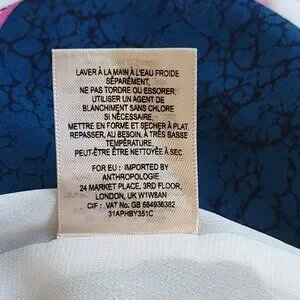 LAVER À LA MAIN À L'EAU FROIDE
SÉPARÉMENT,
NE PAS TORDRE OU ESSORER
UTILISER UN AGENT DE
BLANCHIMENT SANS CHLORE
SI NÉCESSAIRE,
METTRE EN FORME ET SÉCHER À PLAT.
REPASSER, AU BESOIN, À TRÈS BASSE
TEMPÉRATURE.
PEUT-ÊTRE ÊTRE NETTOYÉE À SEC
FOR EU : IMPORTED BY
ANTHROPOLOGIE
24 MARKET PLACE, 3RD FLOOR,
LONDON, UK W1W8AN
CIF : VAT No. GB 684936382
31APHBY351C